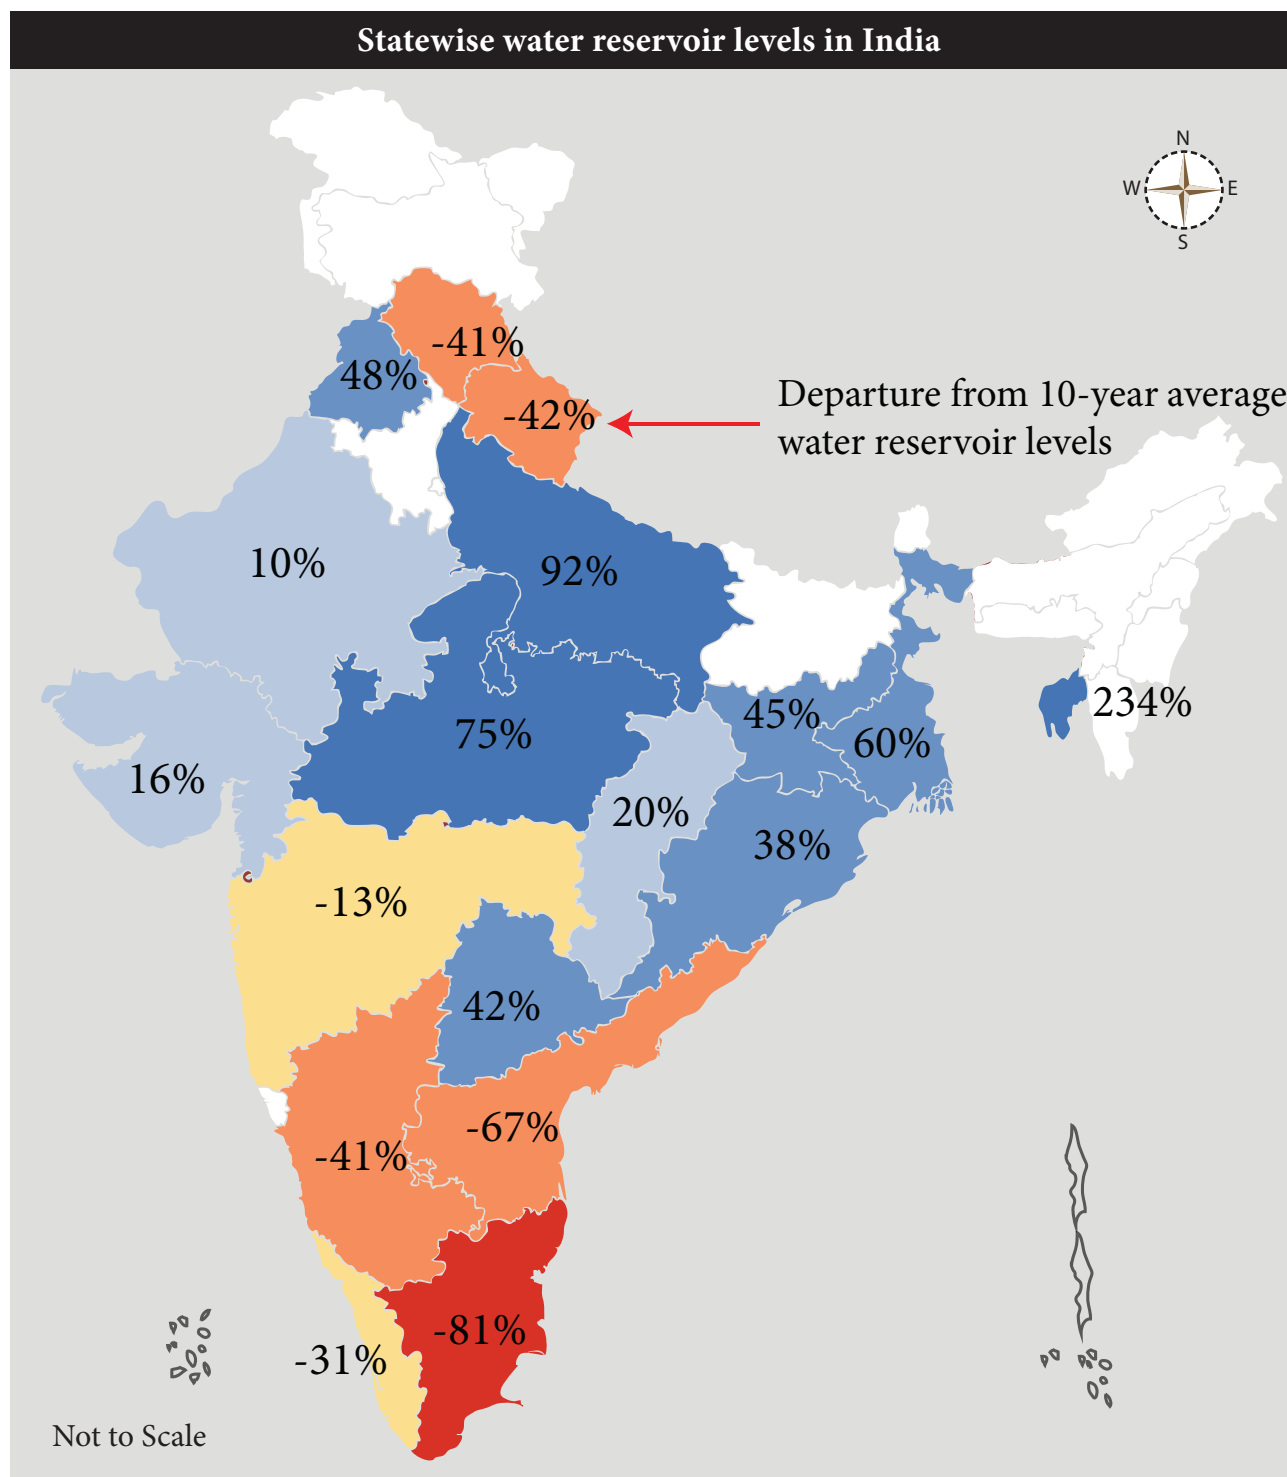 Statewise water reservoir levels in India
N
W
E
S
-41%
48%
-42%
Departure from 10-year average
water reservoir levels
10%
92%
234%
45%
75%
60%
16%
20%
38%
-13%
42%
-67%
-41%
-81%
-31%
Not to Scale